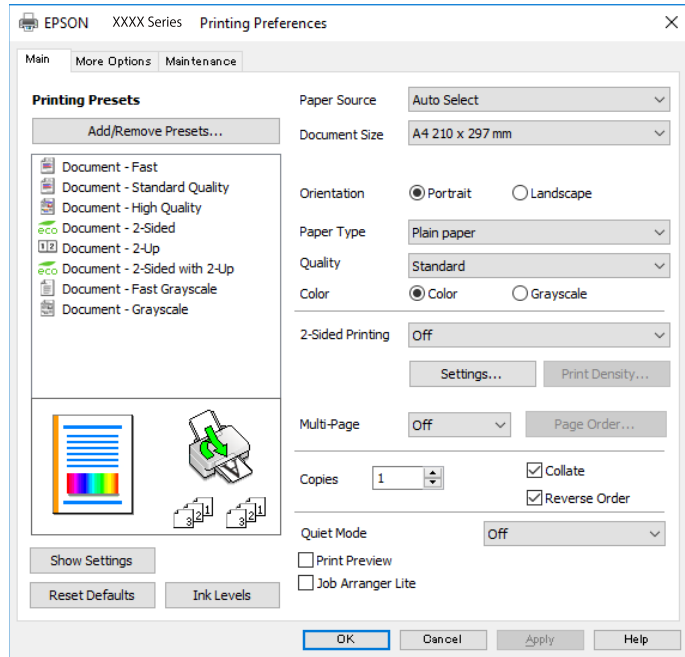 EPSON XXXX Series Printing Preferences
Main More Options Maintenance
Printing Presets
Add/Remove Presets...
Document - Fast
Document - Standard Quality
Document - High Quality
eco Document - 2-Sided
1 2 Document - 2-Up
eco Document - 2-Sided with 2-Up
Document - Fast Grayscale
Document - Grayscale
3 2 1 3 2 1
Show Settings
Reset Defaults Ink Levels
Paper Source Auto Select
Document Size A4 210 x 297 mm
Orientation Portrait Landscape
Paper Type Plain paper
Quality Standard
Color Color Grayscale
2-Sided Printing Off
Settings... Print Density...
Multi-Page Off Page Order...
Copies 1 Collate
Reverse Order
Quiet Mode Off
Print Preview
Job Arranger Lite
OK Cancel Apply Help